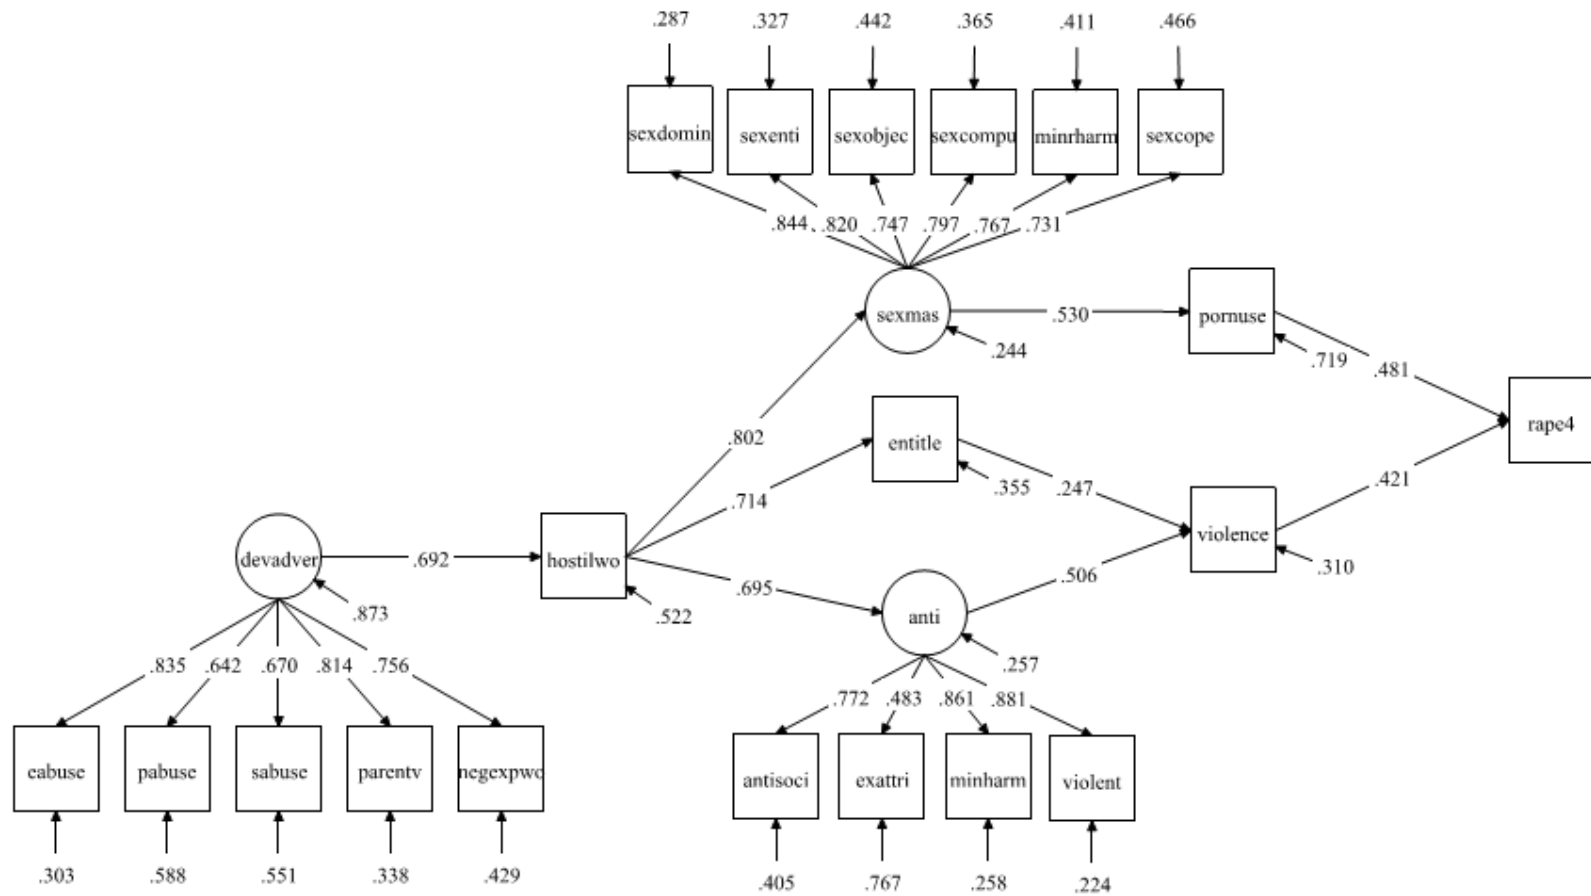 .287 .327 .442 .365 .411 .466
sexdomin sexenti sexobjec sexcompu minrharm sexcope
.844 .820 .747 .797 .767 .731
sexmas .530 pornuse
.244 .719 .481
rape4
.802 entitle
.355 .247 .421
.714
devadver .692 hostilwo violence
.873 .522 .695 anti .506 .310
.257
.835 .642 .670 .814 .756
.772 .483 .861 .881
eabuse pabuse sabuse parentv negexpwo
antisoci exattri minharm violent
.303 .588 .551 .338 .429
.405 .767 .258 .224